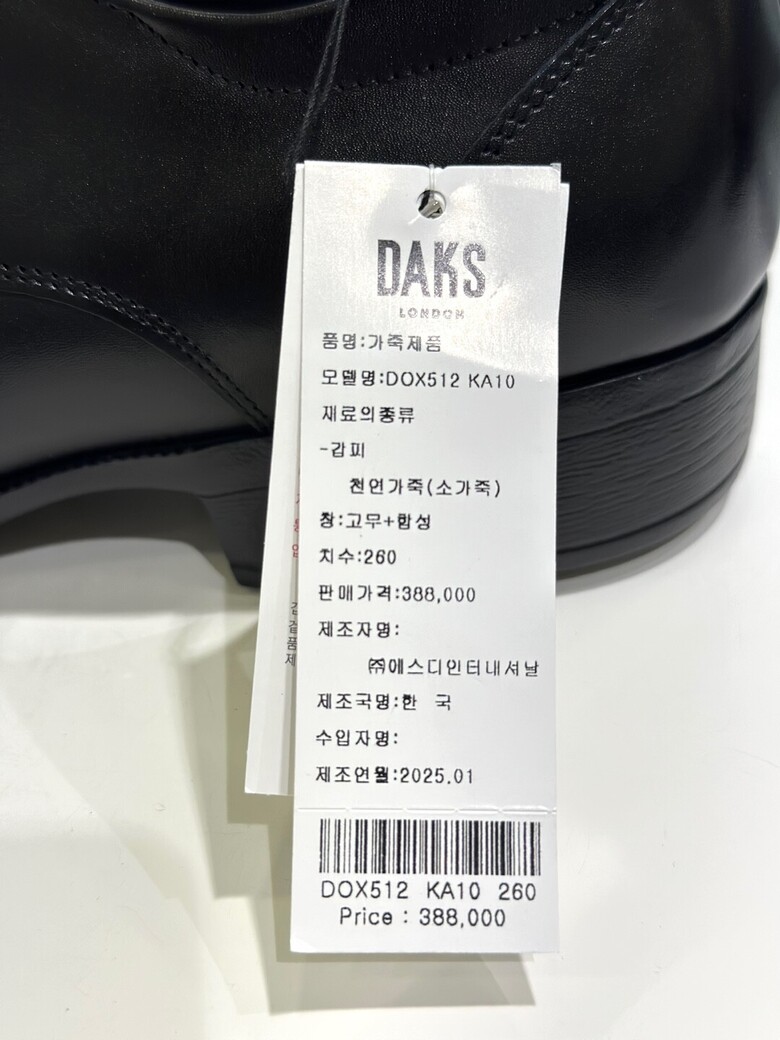 DAKS
LONDON
품명:가죽제품
모델명:DOX512 KA10
재료의종류
-갑피
천연가죽(소가죽)
창:고무+합성
치수:260
판매가격:388,000
제조자명:
㈜에스디인터내셔날
제조국명:한 국
수입자명:
제조연월:2025.01
DOX512 KA10 260
Price : 388,000